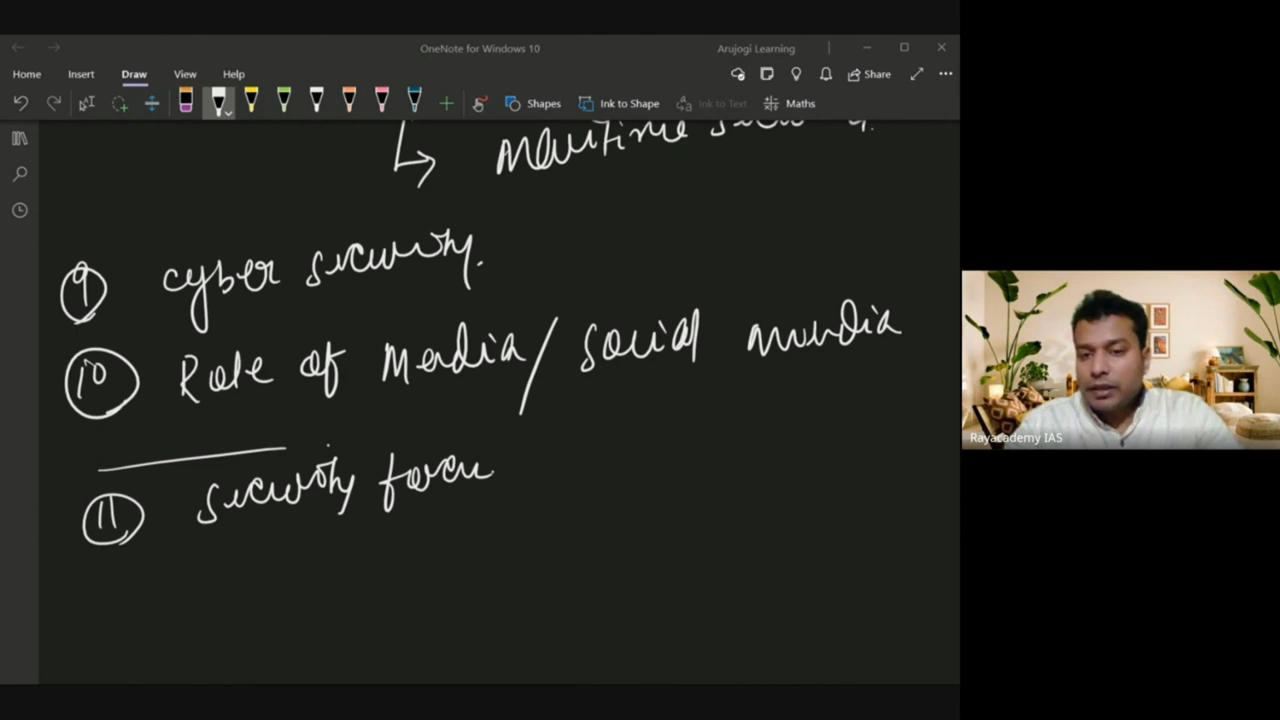 OneNote for Windows 10
Arujogi Learning
Home Insert Draw View Help
Share
Shapes Ink to Shape Ink to Text Maths
Maritime
9 cyber security.
10 Role of Media/social media
11 security
Rayacademy IAS